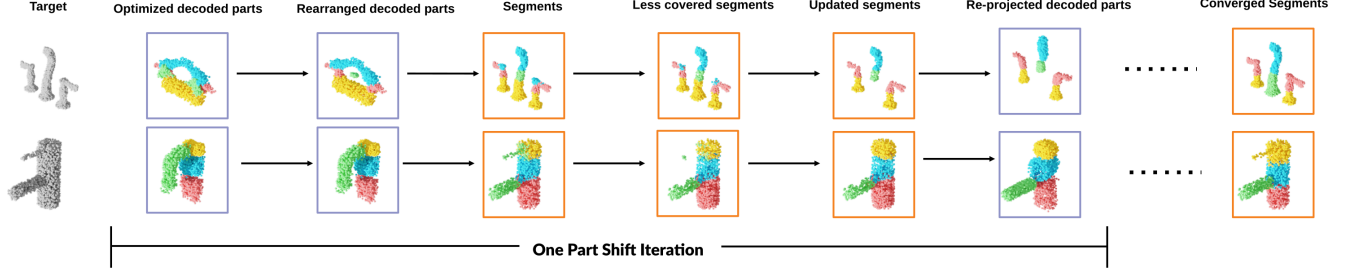 Target
Optimized decoded parts
Rearranged decoded parts
Segments
Less covered segments
Updated segments
Re-projected decoded parts
Converged Segments
One Part Shift Iteration